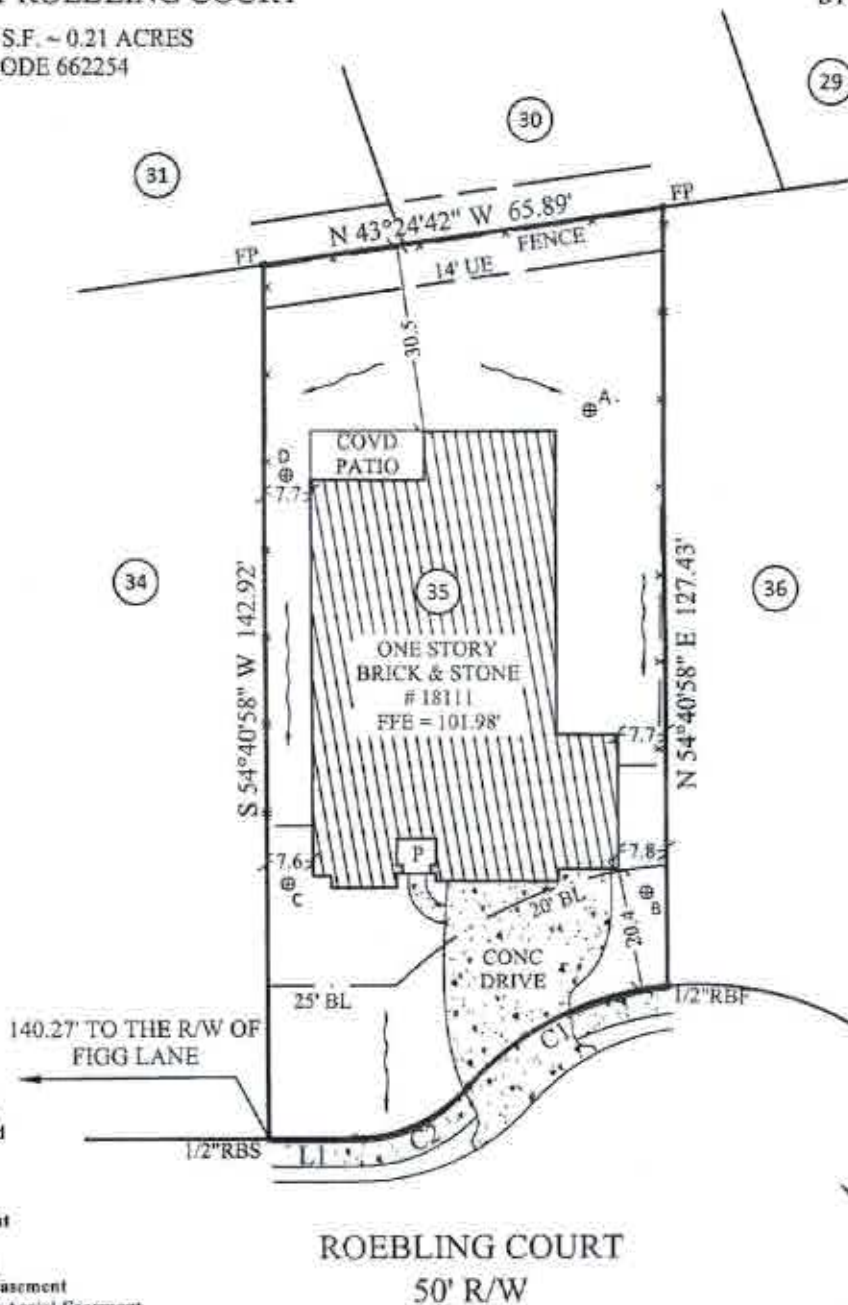 ROEBLING COURT
S.F. ~ 0.21 ACRES
ODE 662254
29
30
31
FP
N 43°24'42" W 65.89'
FENCE
FP
14' UE
30.5
A.
COVD
PATIO
D
7.7
34
35
36
S 54°40'58" W 142.92'
N 54°40'58" E 127.43'
ONE STORY
BRICK & STONE
# 18111
FFE = 101.98'
7.7
7.6
P
7.8
C
20' BL
B
20.4
CONC
DRIVE
25' BL
1/2"RBF
140.27' TO THE R/W OF
FIGG LANE
C1
C2
1/2"RBS
L1
ROEBLING COURT
50' R/W
asement